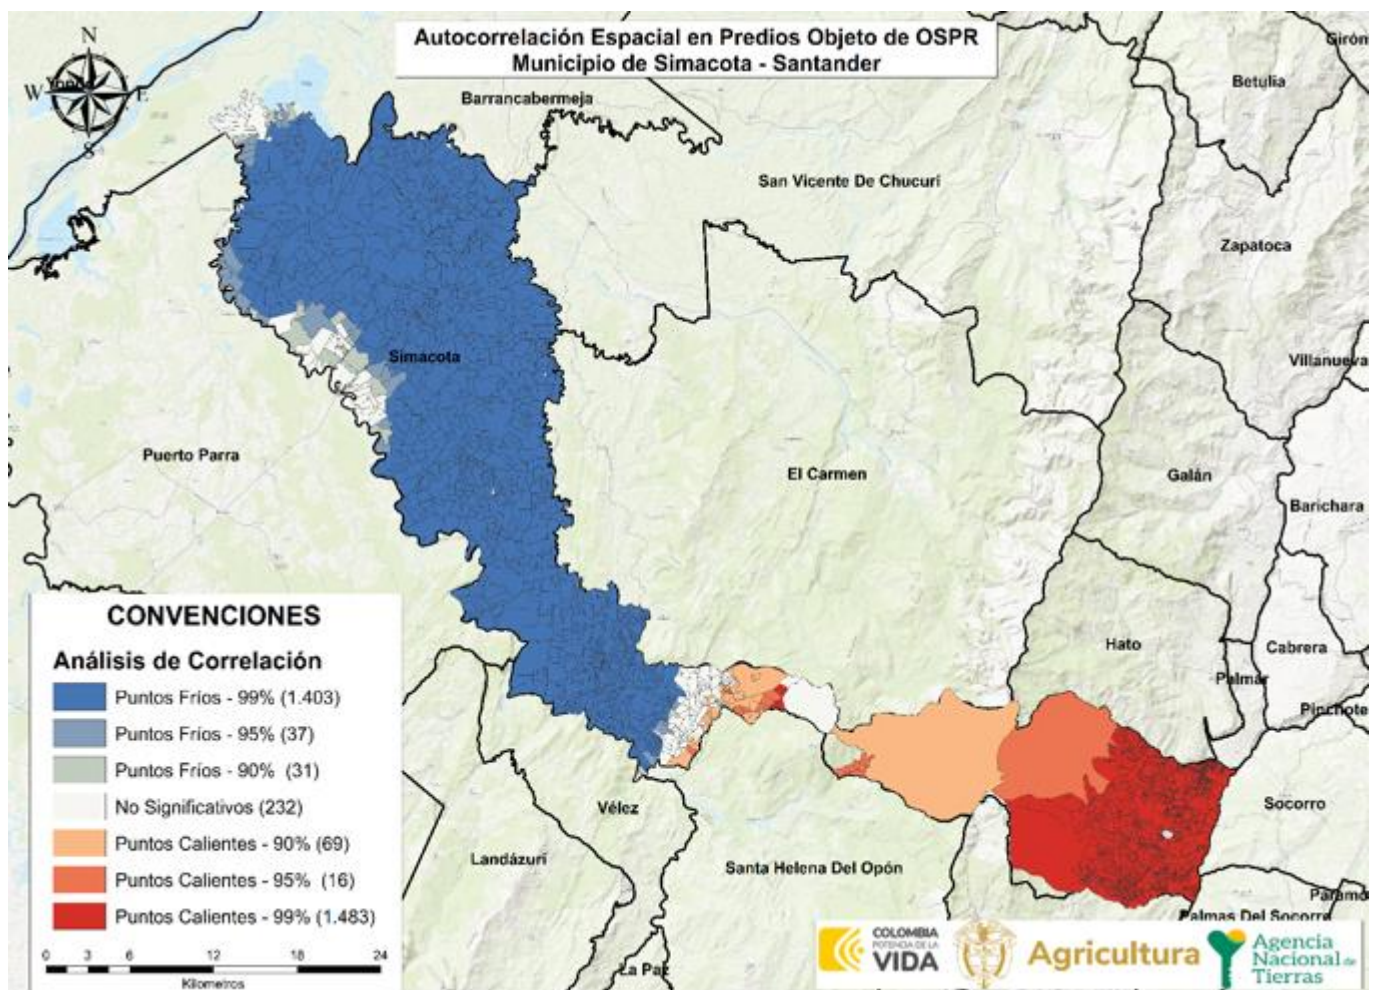 Autocorrelación Espacial en Predios Objeto de OSPR
Municipio de Simacota - Santander
N
W
E
S
Yondó
Girón
Betulia
Barrancabermeja
San Vicente De Chucurí
Zapatoca
Simacota
Villanueva
Puerto Parra
El Carmen
Galán
Barichara
Hato
Cabrera
Palmar
Pinchote
Socorro
Vélez
Landázurí
Santa Helena Del Opón
Páramo
Palmas Del Socorro
La Paz
CONVENCIONES
Análisis de Correlación
Puntos Fríos - 99% (1.403)
Puntos Fríos - 95% (37)
Puntos Fríos - 90% (31)
No Significativos (232)
Puntos Calientes - 90% (69)
Puntos Calientes - 95% (16)
Puntos Calientes - 99% (1.483)
0 3 6 12 18 24
Kilometros
COLOMBIA
POTENCIA DE LA
VIDA
Agricultura
Agencia
Nacional de
Tierras